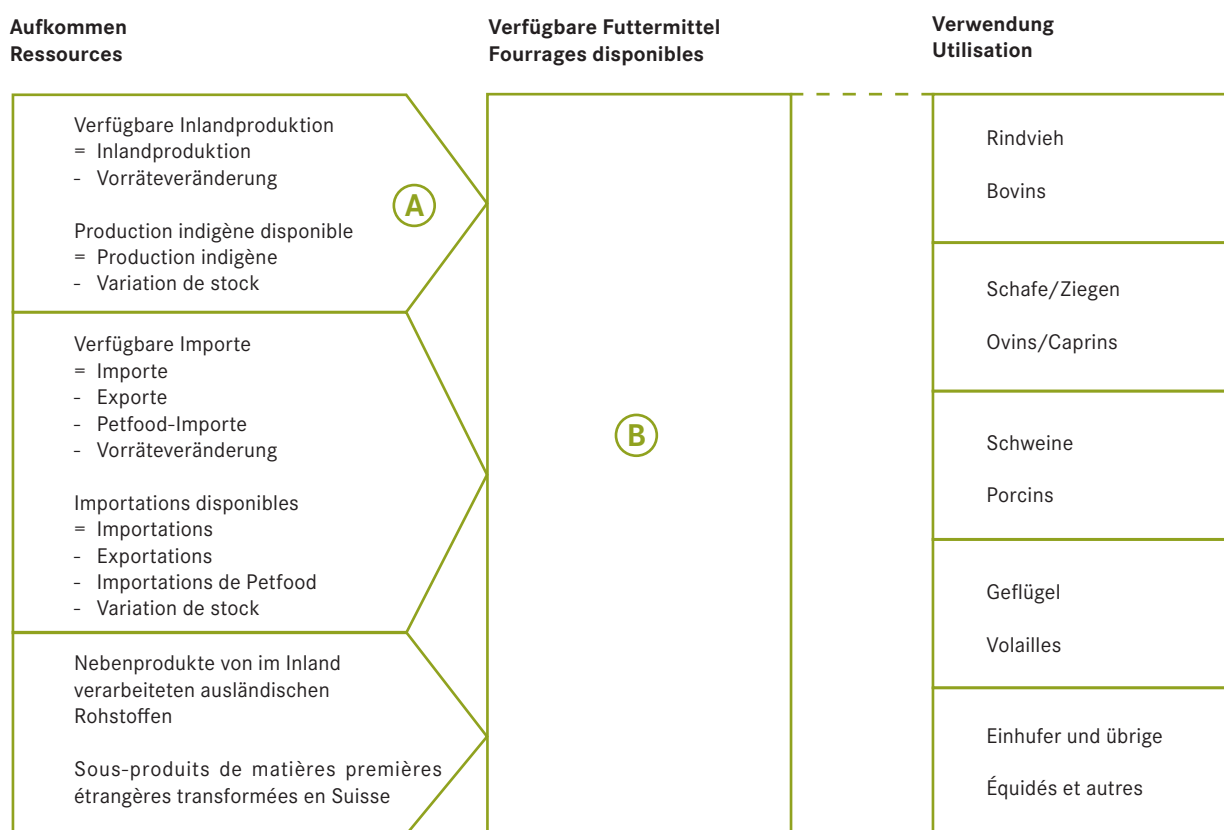 Aufkommen
Ressources
Verfügbare Futtermittel
Fourrages disponibles
Verwendung
Utilisation
Verfügbare Inlandproduktion
= Inlandproduktion
- Vorräteveränderung
Production indigène disponible
= Production indigène
- Variation de stock
A
Verfügbare Importe
= Importe
- Exporte
- Petfood-Importe
- Vorräteveränderung
Importations disponibles
= Importations
- Exportations
- Importations de Petfood
- Variation de stock
Nebenprodukte von im Inland
verarbeiteten ausländischen
Rohstoffen
Sous-produits de matières premières
étrangères transformées en Suisse
B
Rindvieh
Bovins
Schafe/Ziegen
Ovins/Caprins
Schweine
Porcins
Geflügel
Volailles
Einhufer und übrige
Équidés et autres